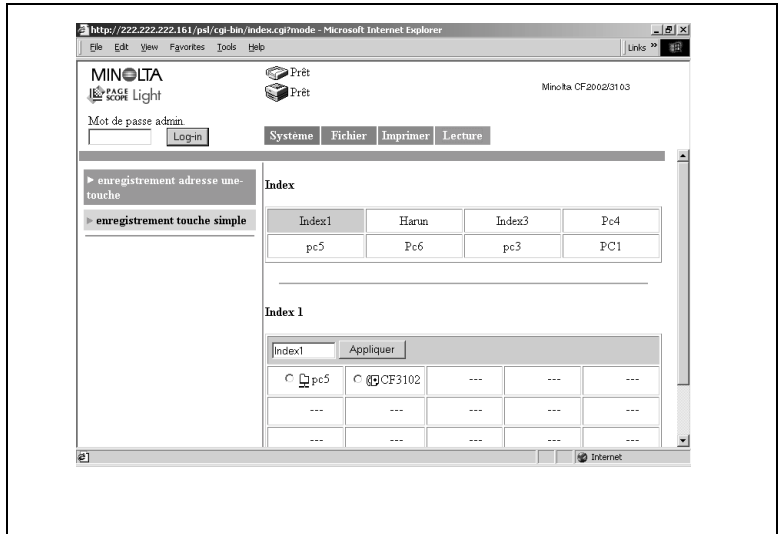 http://222.222.222.161/psl/cgi-bin/index.cgi?mode - Microsoft Internet Explorer
File Edit View Favorites Tools Help
Links »
MINOLTA
PAGE SCOPE Light
Prêt
Prêt
Minolta CF2002/3103
Mot de passe admin.
Log-in
Système Fichier Imprimer Lecture
enregistrement adresse une-
touche
enregistrement touche simple
Index
Index1 Harun Index3 Pc4
pc5 Pc6 pc3 PC1
Index 1
Index1 Appliquer
pc5 CF3102 --- --- ---
--- --- --- --- ---
--- --- --- --- ---
Internet